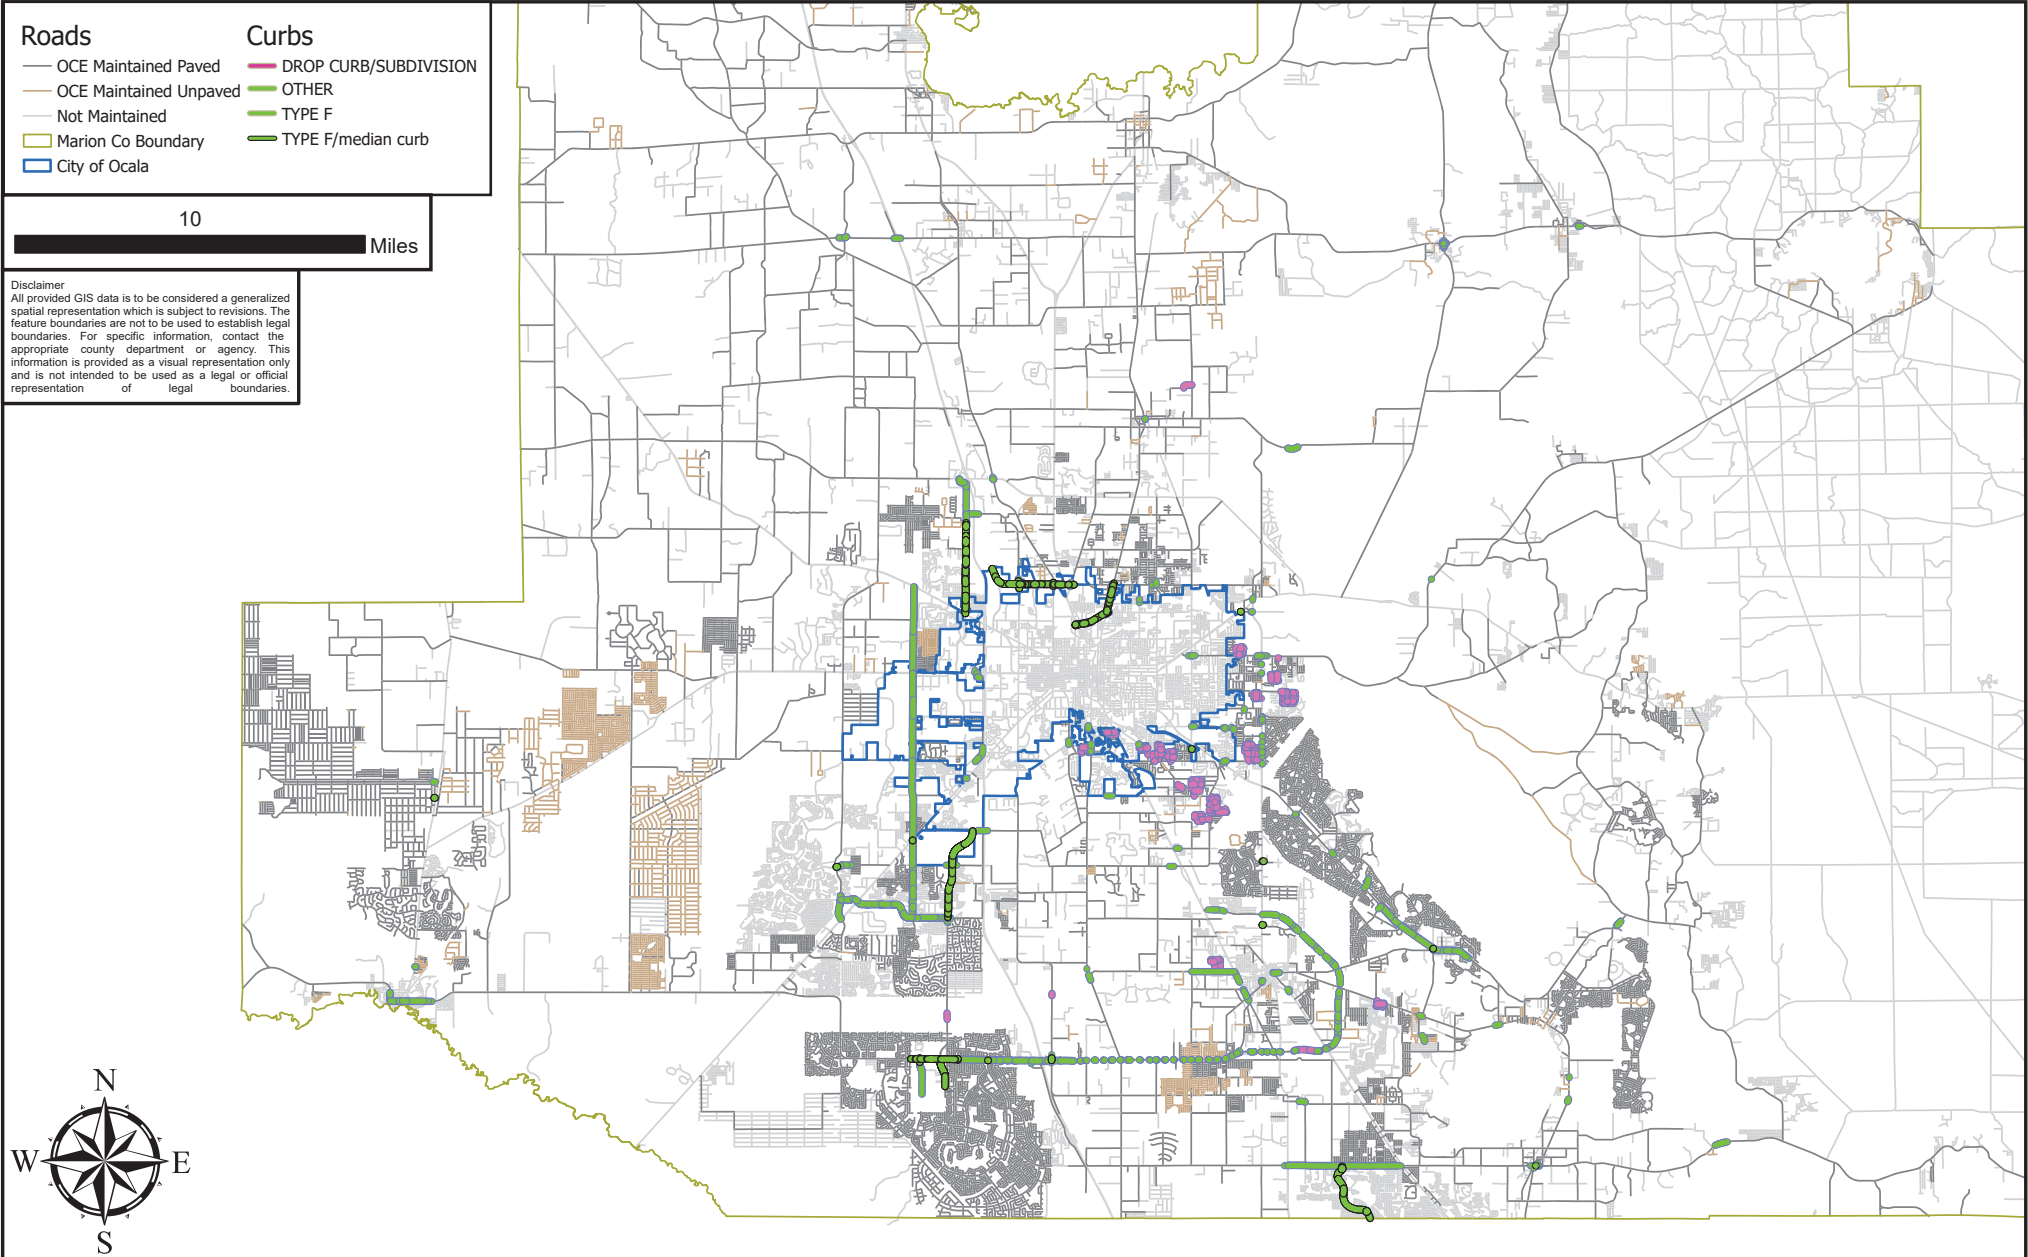 Roads
OCE Maintained Paved
OCE Maintained Unpaved
Not Maintained
Marion Co Boundary
City of Ocala
Curbs
DROP CURB/SUBDIVISION
OTHER
TYPE F
TYPE F/median curb
10
Miles
Disclaimer
All provided GIS data is to be considered a generalized
spatial representation which is subject to revisions. The
feature boundaries are not to be used to establish legal
boundaries. For specific information, contact the
appropriate county department or agency. This
information is provided as a visual representation only
and is not intended to be used as a legal or official
representation of legal boundaries.
N
W E
S